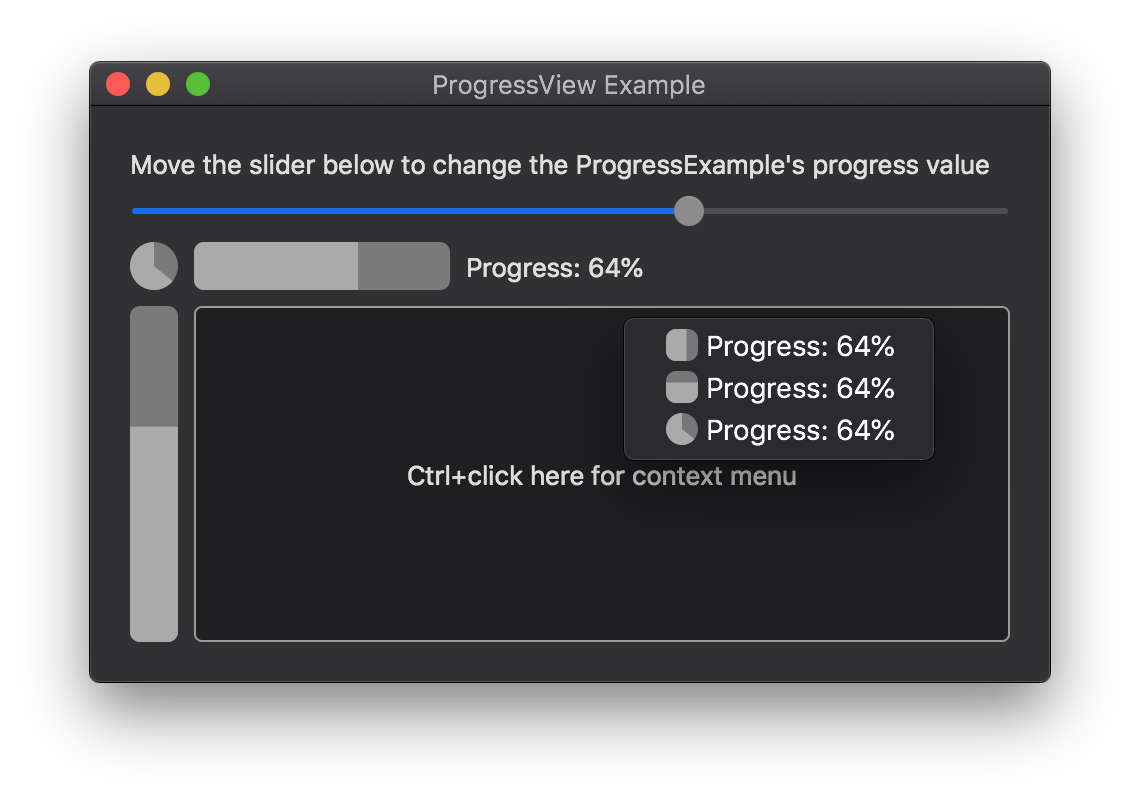 ProgressView Example
Move the slider below to change the ProgressExample's progress value
Progress: 64%
Progress: 64%
Progress: 64%
Progress: 64%
Ctrl+click here for context menu